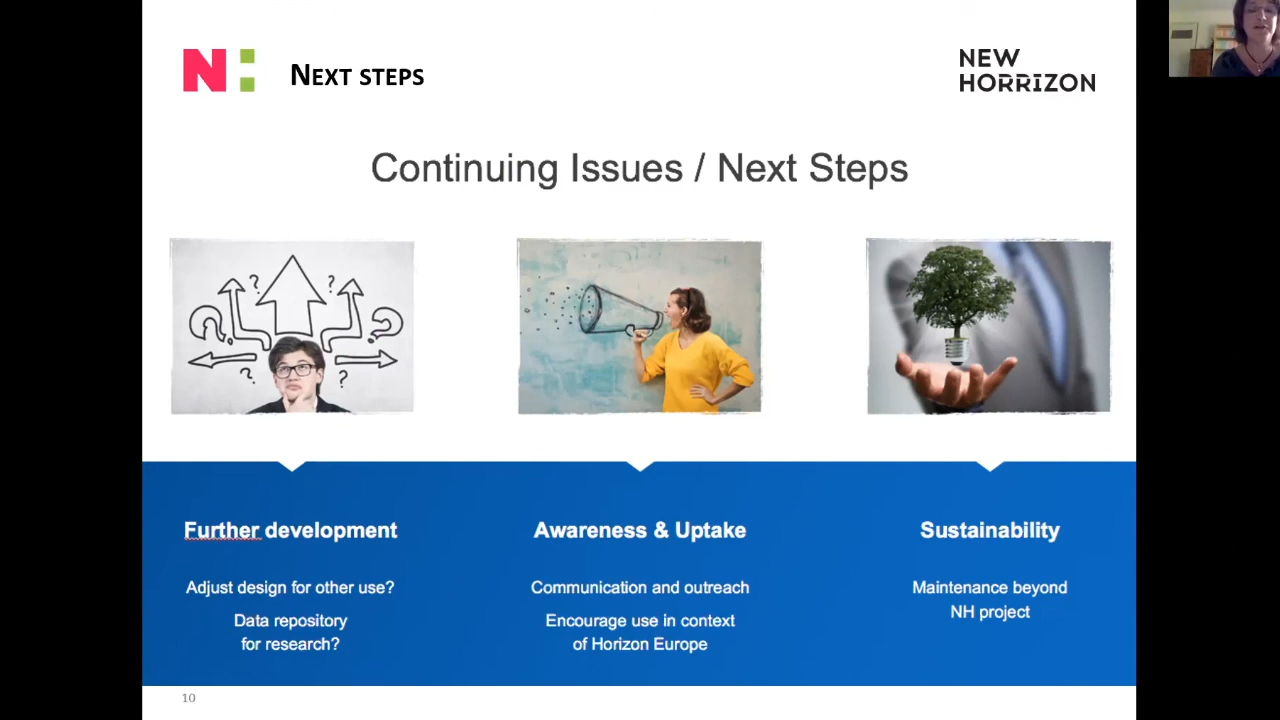 N:
NEXT STEPS
NEW
HORRIZON
Continuing Issues / Next Steps
? ?
? ?
? ?
Further development
Adjust design for other use?
Data repository
for research?
Awareness & Uptake
Communication and outreach
Encourage use in context
of Horizon Europe
Sustainability
Maintenance beyond
NH project
10